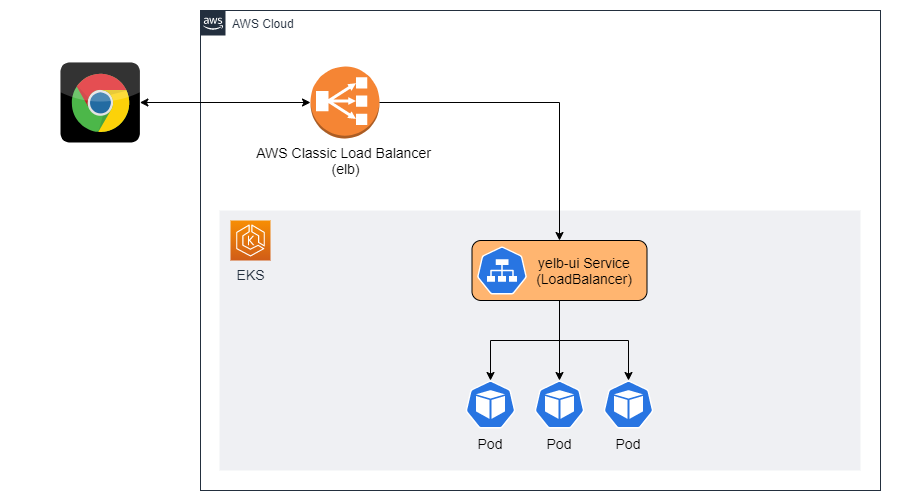 aws
AWS Cloud
AWS Classic Load Balancer
(elb)
K
EKS
yelb-ui Service
(LoadBalancer)
Pod
Pod
Pod